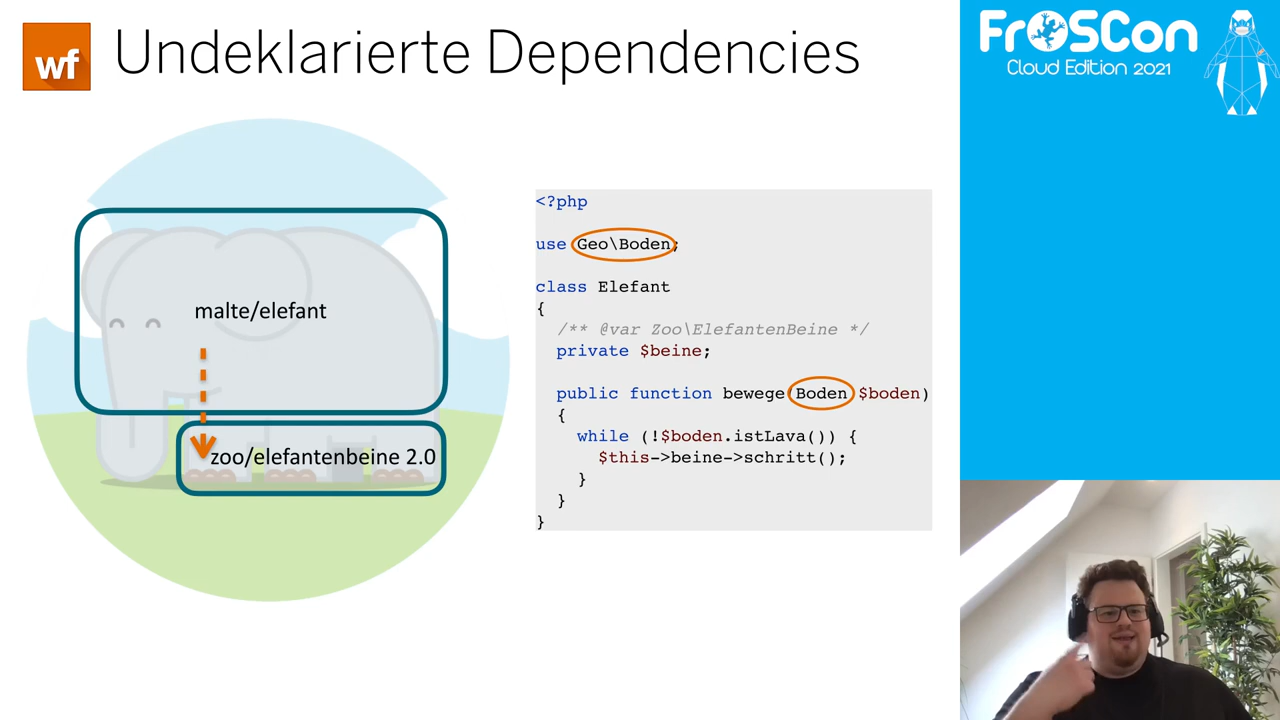 wf
Undeklarierte Dependencies
FrOSCon
Cloud Edition 2021
malte/elefant
zoo/elefantenbeine 2.0
<?php
use Geo\Boden;
class Elefant
{
/** @var Zoo\ElefantenBeine */
private $beine;
public function bewege(Boden $boden)
{
while (!$boden.istLava()) {
$this->beine->schritt();
}
}
}